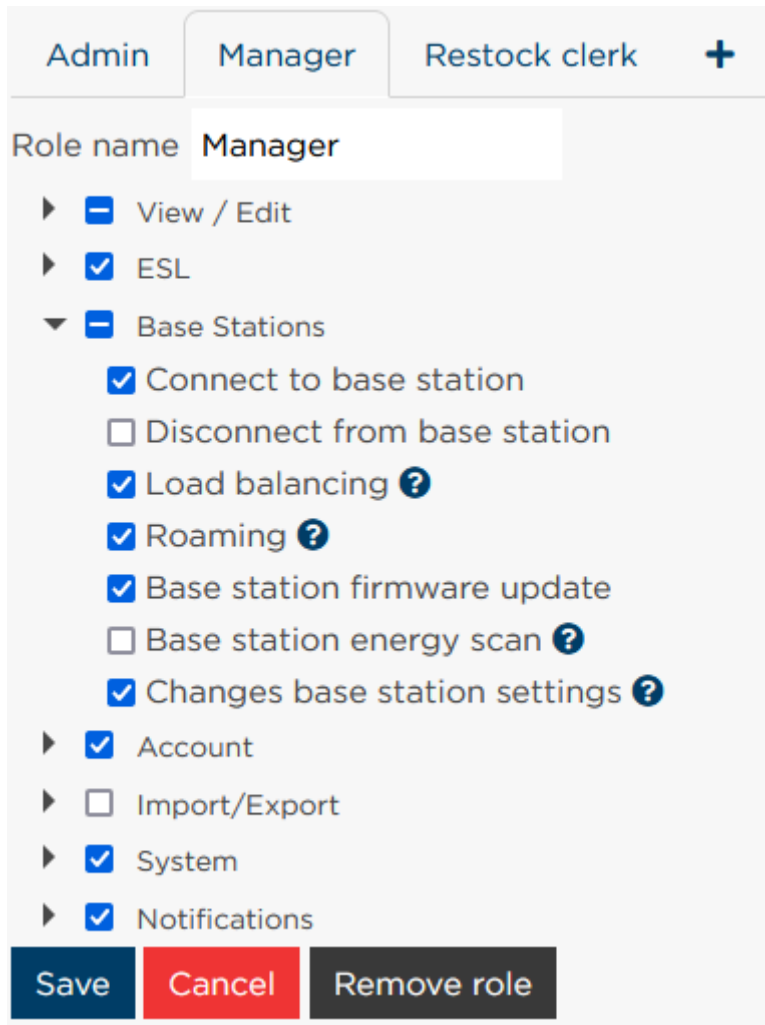 Admin Manager Restock clerk +
Role name Manager
View / Edit
ESL
Base Stations
Connect to base station
Disconnect from base station
Load balancing ?
Roaming ?
Base station firmware update
Base station energy scan ?
Changes base station settings ?
Account
Import/Export
System
Notifications
Save Cancel Remove role